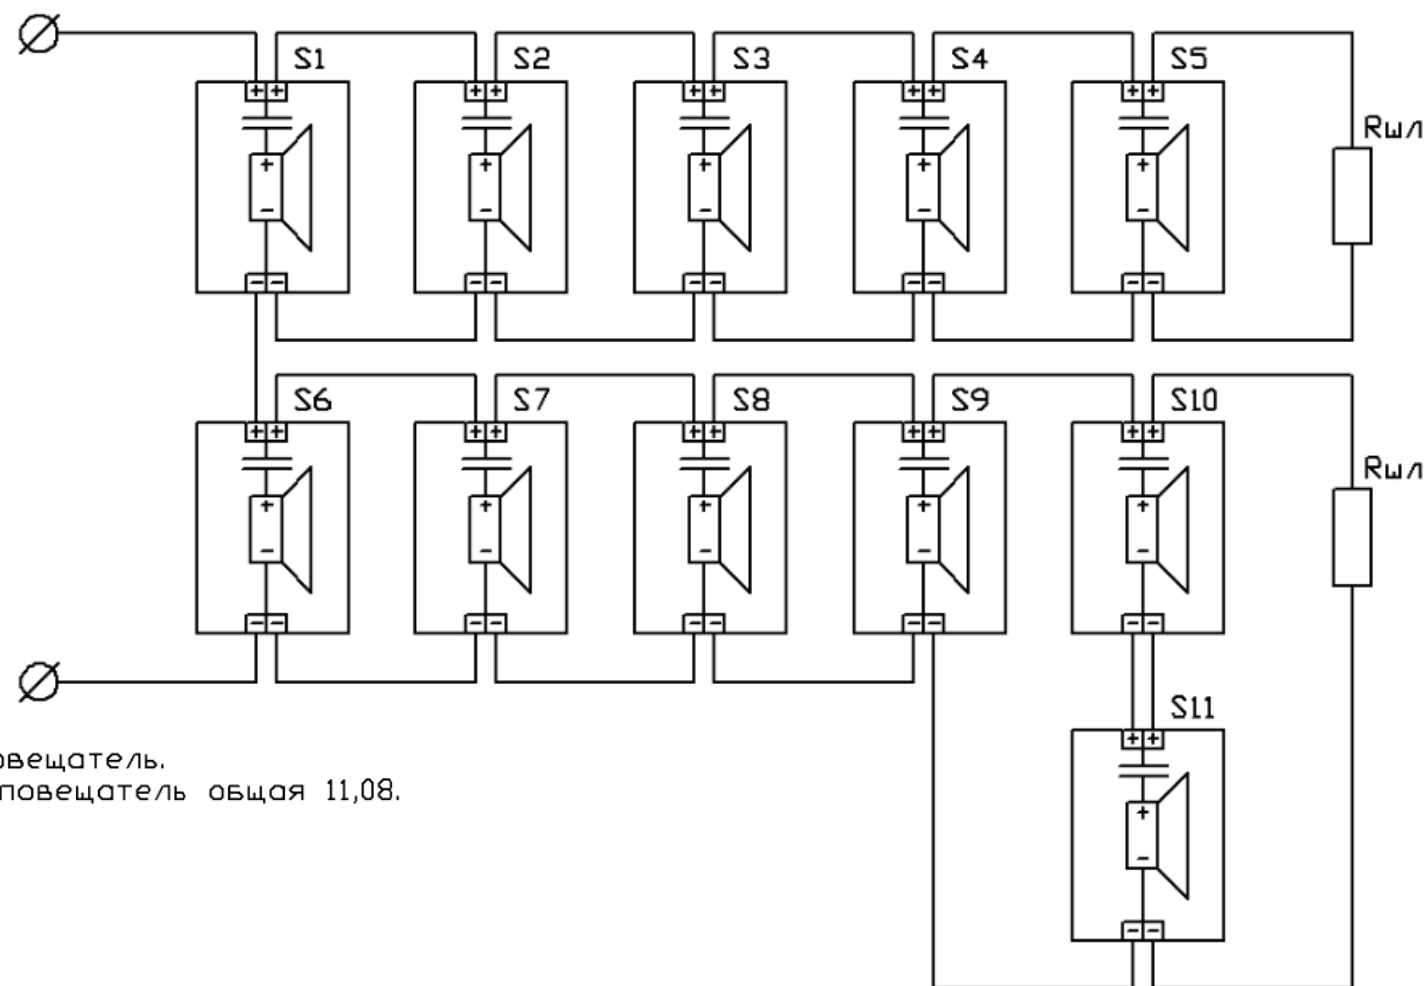 S1 S2 S3 S4 S5
+ + + + + + + + + +
Rшл
+ + + + +
- - - - -
- - - - - - - - - -
S6 S7 S8 S9 S10
+ + + + + + + + + +
Rшл
+ + + + +
- - - - -
- - - - - - - - - -
S11
+ +
овещатель.
повещатель общая 11,08.
+
-
- -